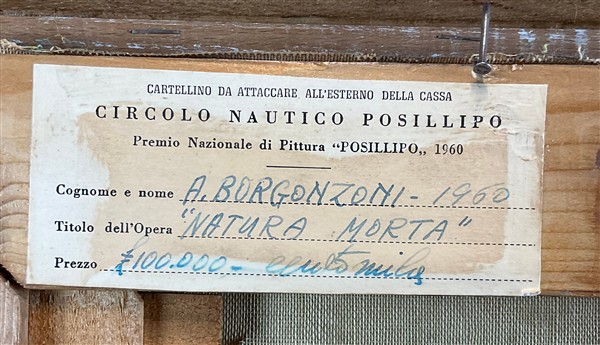 CARTELLINO DA ATTACCARE ALL'ESTERNO DELLA CASSA
CIRCOLO NAUTICO POSILLIPO
Premio Nazionale di Pittura “POSILLIPO„ 1960
Cognome e nome A. BORGONZONI - 1960
Titolo dell'Opera "NATURA MORTA"
Prezzo £100.000 - centomila